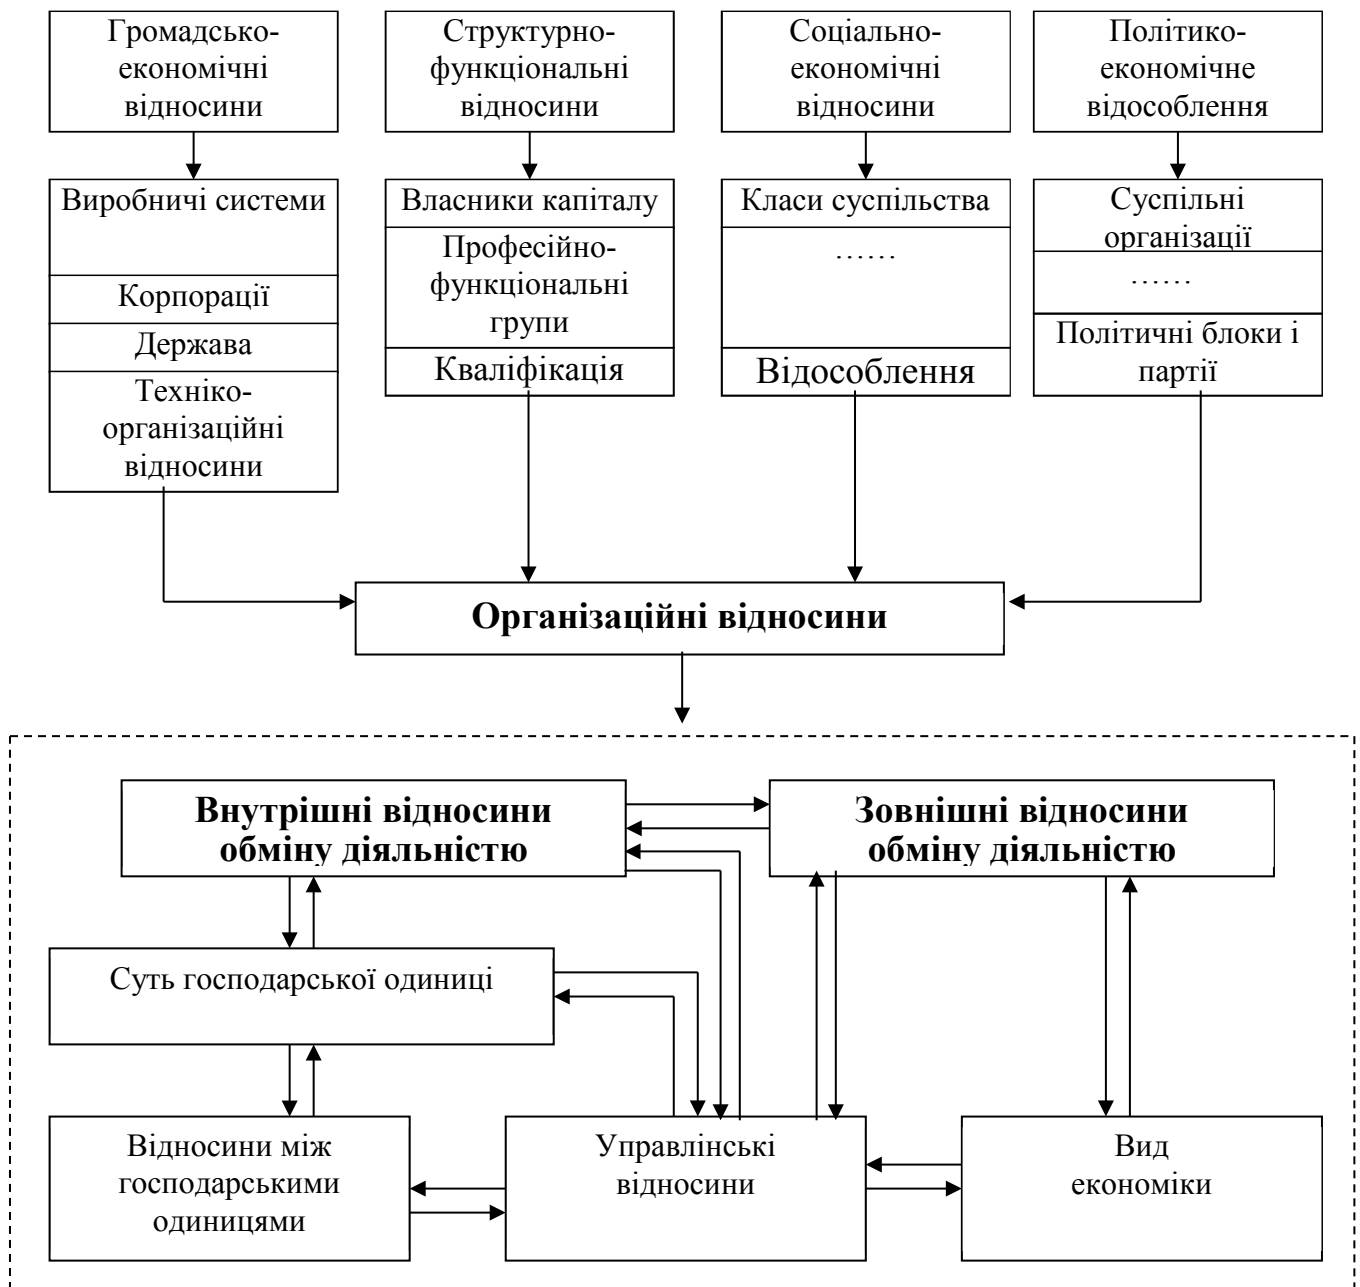 Громадсько-
економічні
відносини
Структурно-
функціональні
відносини
Соціально-
економічні
відносини
Політико-
економічне
відособлення
Виробничі системи
Корпорації
Держава
Техніко-
організаційні
відносини
Власники капіталу
Професійно-
функціональні
групи
Кваліфікація
Класи суспільства
……
Відособлення
Суспільні
організації
……
Політичні блоки і
партії
Організаційні відносини
Внутрішні відносини
обміну діяльністю
Зовнішні відносини
обміну діяльністю
Суть господарської одиниці
Відносини між
господарськими
одиницями
Управлінські
відносини
Вид
економіки